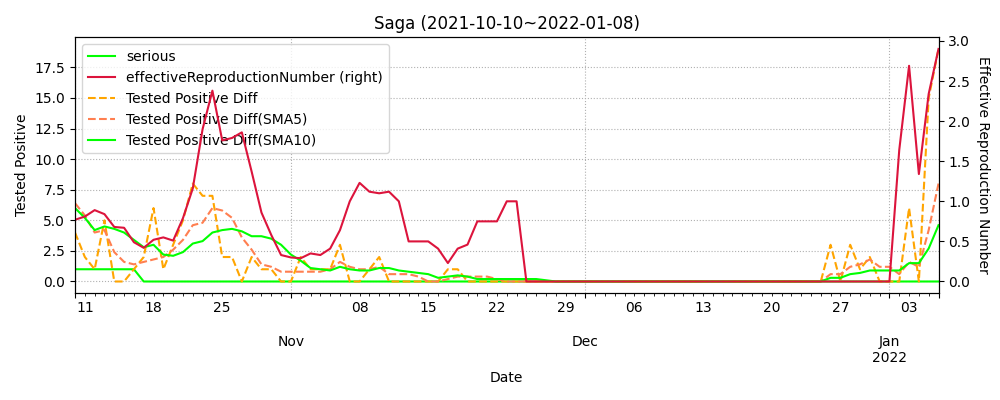 Saga (2021-10-10~2022-01-08)
serious
effectiveReproductionNumber (right)
Tested Positive Diff
Tested Positive Diff(SMA5)
Tested Positive Diff(SMA10)
Tested Positive
17.5
15.0
12.5
10.0
7.5
5.0
2.5
0.0
Effective Reproduction Number
3.0
2.5
2.0
1.5
1.0
0.5
0.0
11 18 25 08 15 22 29 06 13 20 27 03
Nov Dec Jan
2022
Date